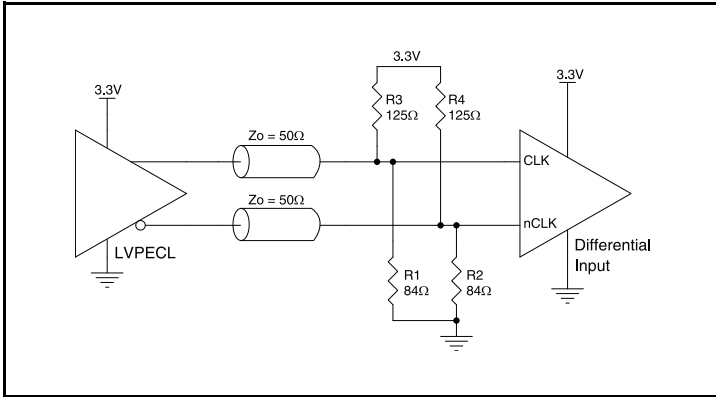 3.3V
3.3V
3.3V
R3
125Ω
R4
125Ω
Zo = 50Ω
CLK
Zo = 50Ω
nCLK
LVPECL
Differential
Input
R1
84Ω
R2
84Ω